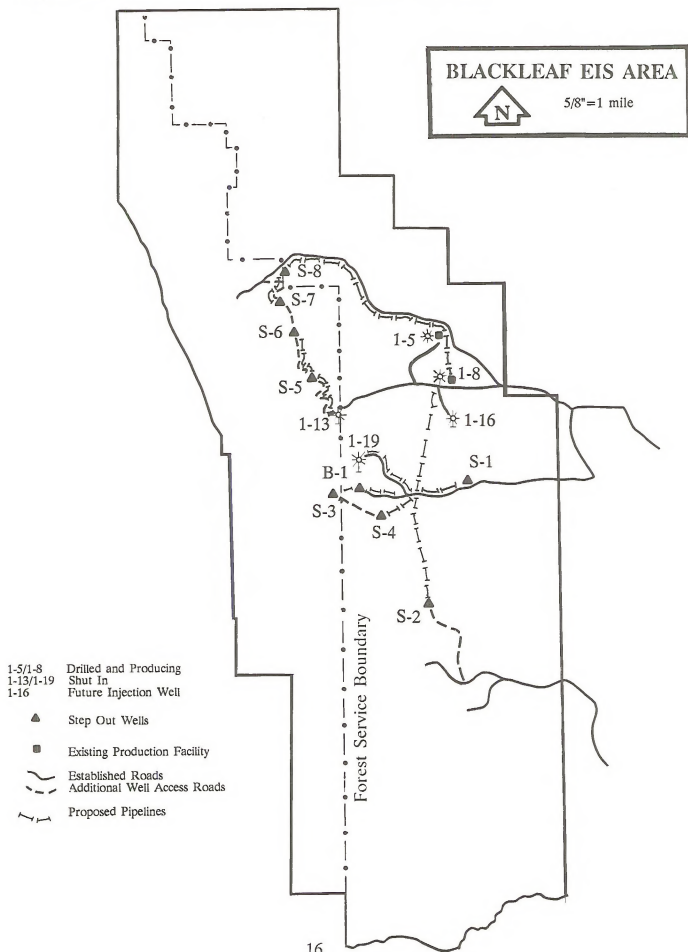 BLACKLEAF EIS AREA
N
5/8"=1 mile
S-8
S-7
S-6
1-5
S-5
1-8
1-13
1-16
1-19
S-1
B-1
S-3
S-4
S-2
Forest Service Boundary
1-5/1-8 Drilled and Producing
1-13/1-19 Shut In
1-16 Future Injection Well
Step Out Wells
Existing Production Facility
Established Roads
Additional Well Access Roads
Proposed Pipelines
16